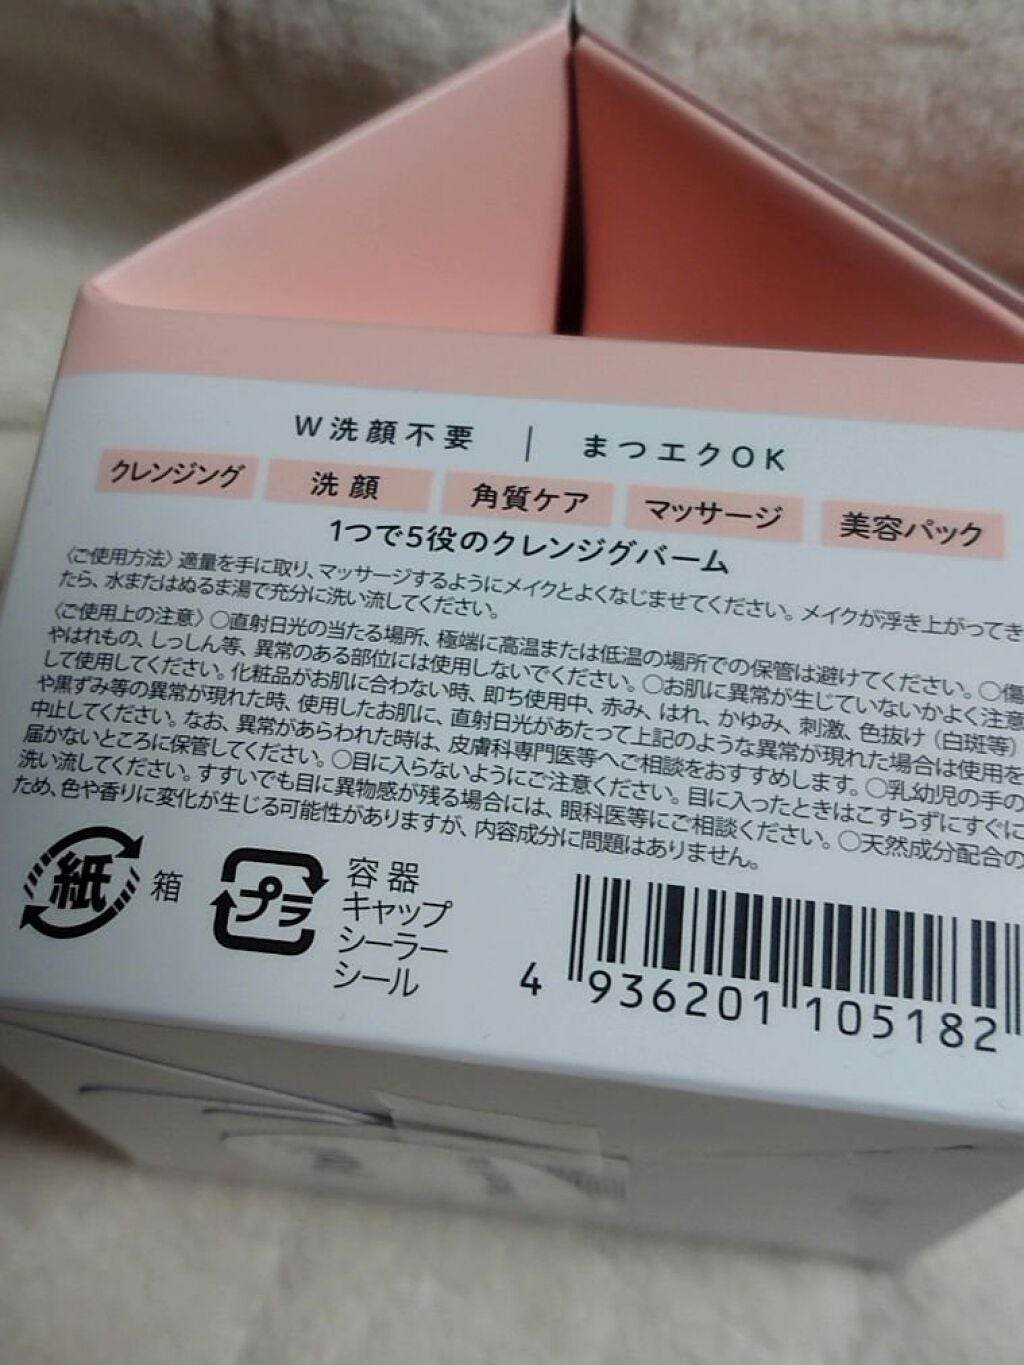 W洗顔不要 | まつエクOK
クレンジング 洗顔 角質ケア マッサージ 美容パック
1つで5役のクレンジグバーム
〈ご使用方法〉適量を手に取り、マッサージするようにメイクとよくなじませてください。メイクが浮き上がってき
たら、水またはぬるま湯で充分に洗い流してください。
〈ご使用上の注意〉○直射日光の当たる場所、極端に高温または低温の場所での保管は避けてください。○傷
やはれもの、しっしん等、異常のある部位には使用しないでください。○お肌に異常が生じていないかよく注意
して使用してください。化粧品がお肌に合わない時、即ち使用中、赤み、はれ、かゆみ、刺激、色抜け（白斑等）
や黒ずみ等の異常が現れた時、使用したお肌に、直射日光があたって上記のような異常が現れた場合は使用を
中止してください。なお、異常があらわれた時は、皮膚科専門医等へご相談をおすすめします。○乳幼児の手の
届かないところに保管してください。○目に入らないようにご注意ください。目に入ったときはこすらずにすぐに
洗い流してください。すすいでも目に異物感が残る場合には、眼科医等にご相談ください。○天然成分配合の
ため、色や香りに変化が生じる可能性がありますが、内容成分に問題はありません。
紙 箱
プラ 容器
キャップ
シーラー
シール
4 936201 105182